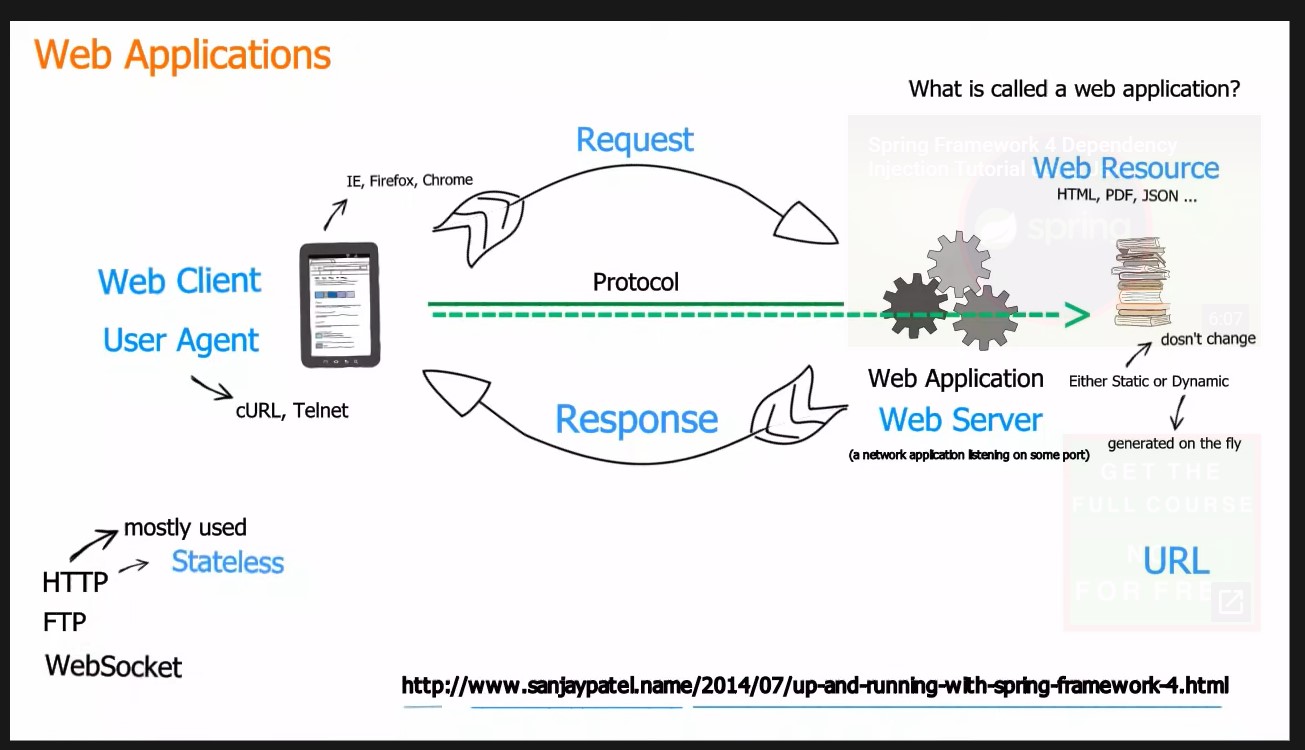 Web Applications
What is called a web application?
Request
Spring Framework 4 Dependency
Injection Tutorial
Web Resource
HTML, PDF, JSON ...
IE, Firefox, Chrome
spring
Web Client
Protocol
6:07
User Agent
dosn't change
Web Application
Either Static or Dynamic
cURL, Telnet
Response
Web Server
generated on the fly
(a network application listening on some port)
GET THE
FULL COURSE
mostly used
Stateless
URL
HTTP
FOR FREE
FTP
WebSocket
http://www.sanjaypatel.name/2014/07/up-and-running-with-spring-framework-4.html